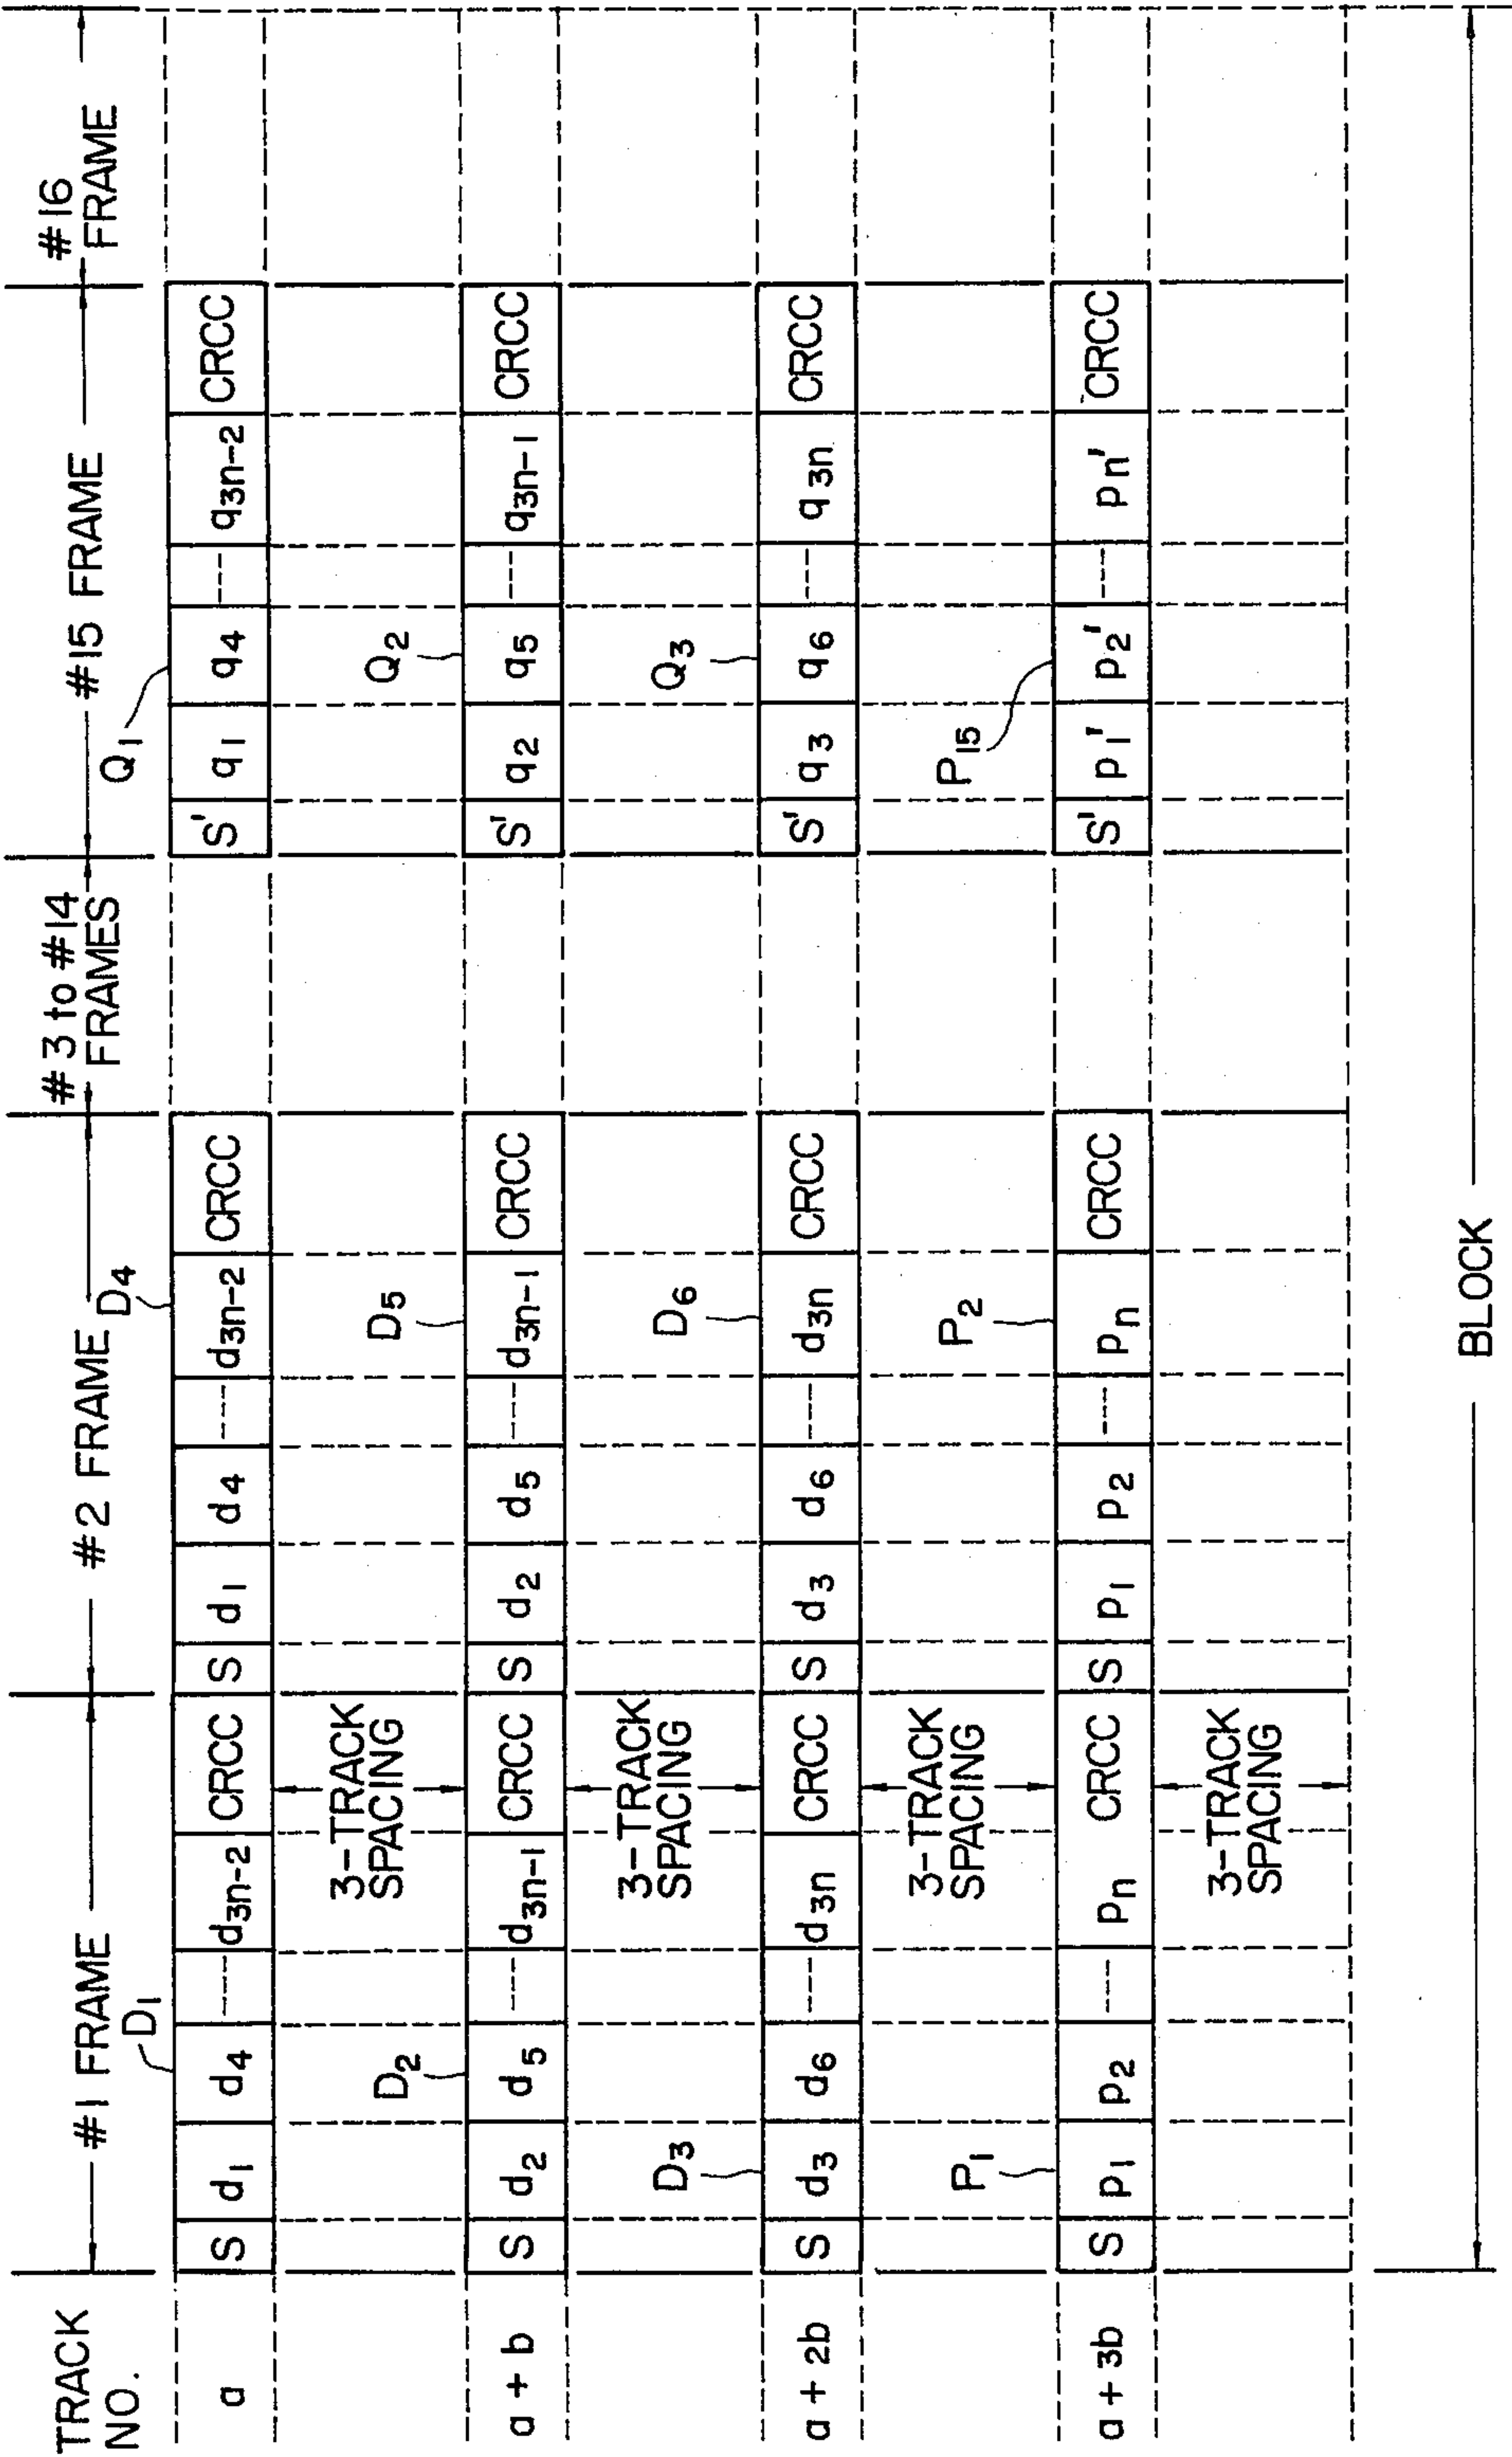 TRACK
NO.
#1 FRAME
#2 FRAME
#3 to #14
FRAMES
#15 FRAME
#16
FRAME
D1
D4
Q1
a
S d1 d4 ---- d3n-2 CRCC
S d1 d4 ---- d3n-2 CRCC
S' q1 q4 ---- q3n-2 CRCC
3-TRACK
SPACING
D2
D5
Q2
a + b
S d2 d5 ---- d3n-1 CRCC
S d2 d5 ---- d3n-1 CRCC
S' q2 q5 ---- q3n-1 CRCC
3-TRACK
SPACING
D3
D6
Q3
a + 2b
S d3 d6 ---- d3n CRCC
S d3 d6 ---- d3n CRCC
S' q3 q6 ---- q3n CRCC
3-TRACK
SPACING
P1
P2
P15
a + 3b
S p1 p2 ---- pn CRCC
S p1 p2 ---- pn CRCC
S' p1' p2' ---- pn' CRCC
3-TRACK
SPACING
BLOCK